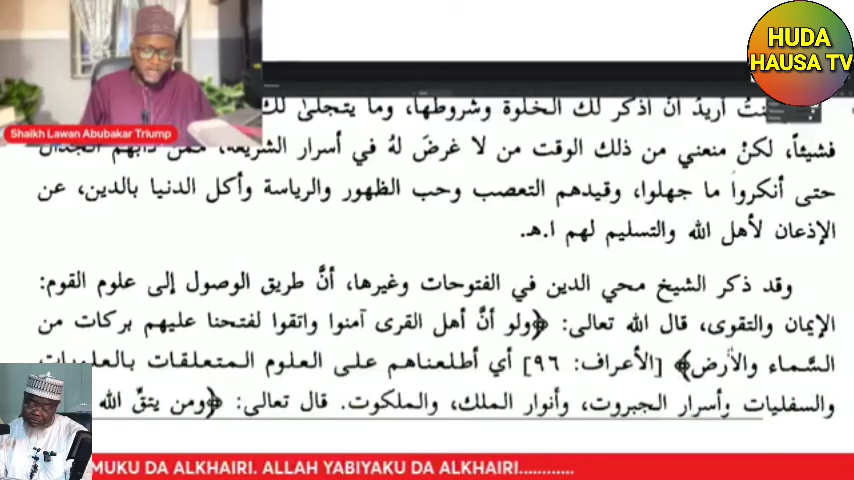 HUDA
HAUSA TV
Shaikh Lawan Abubakar Triump
أريدُ أنْ أذكر لك الخلوة وشروطها، وما يتجلىٰ لك
فشيئاً، لكنْ منعني من ذلك الوقت من لا غرضَ لهُ في أسرار الشريعة، ممن دأبهم الجدال
حتى أنكروا ما جهلوا، وقيدهم التعصب وحب الظهور والرياسة وأكل الدنيا بالدين، عن
الإذعان لأهل الله والتسليم لهم ا.هـ.
وقد ذكر الشيخ محي الدين في الفتوحات وغيرها، أنَّ طريق الوصول إلى علوم القوم:
الإيمان والتقوى، قال الله تعالى: ﴿ولو أنَّ أهل القرى آمنوا واتقوا لفتحنا عليهم بركات من
السَّماء والأرض﴾ [الأعراف: ٩٦] أي أطلعناهم على العلوم المتعلقات بالعلويات
والسفليات وأسرار الجبروت، وأنوار الملك، والملكوت. قال تعالى: ﴿ومن يتقِّ الله
MUKU DA ALKHAIRI. ALLAH YABIYAKU DA ALKHAIRI............